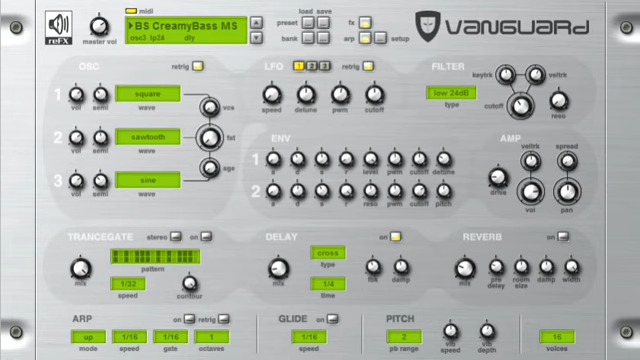 midi
load save
reFX
master vol
BS CreamyBass MS
osc3 lp24 dly
preset
bank
fx
arp
setup
VANGUARD
OSC
retrig
1
vol
semi
square
wave
vcs
2
vol
semi
sawtooth
wave
fat
3
vol
semi
sine
wave
age
LFO
1 2 3
retrig
speed
detune
pwm
cutoff
FILTER
low 24dB
type
keytrk
veltrk
cutoff
reso
ENV
1
a
d
s
r
level
pwm
cutoff
detune
2
a
d
s
r
reso
pwm
cutoff
pitch
AMP
drive
veltrk
spread
vol
pan
TRANCEGATE
stereo
on
mix
pattern
1/32
speed
contour
DELAY
on
mix
cross
type
1/4
time
fbk
damp
REVERB
on
mix
pre delay
room size
damp
width
ARP
on
retrig
up
mode
1/16
speed
1/16
gate
1
octaves
GLIDE
on
1/16
speed
PITCH
2
pb range
vib speed
vib depth
16
voices